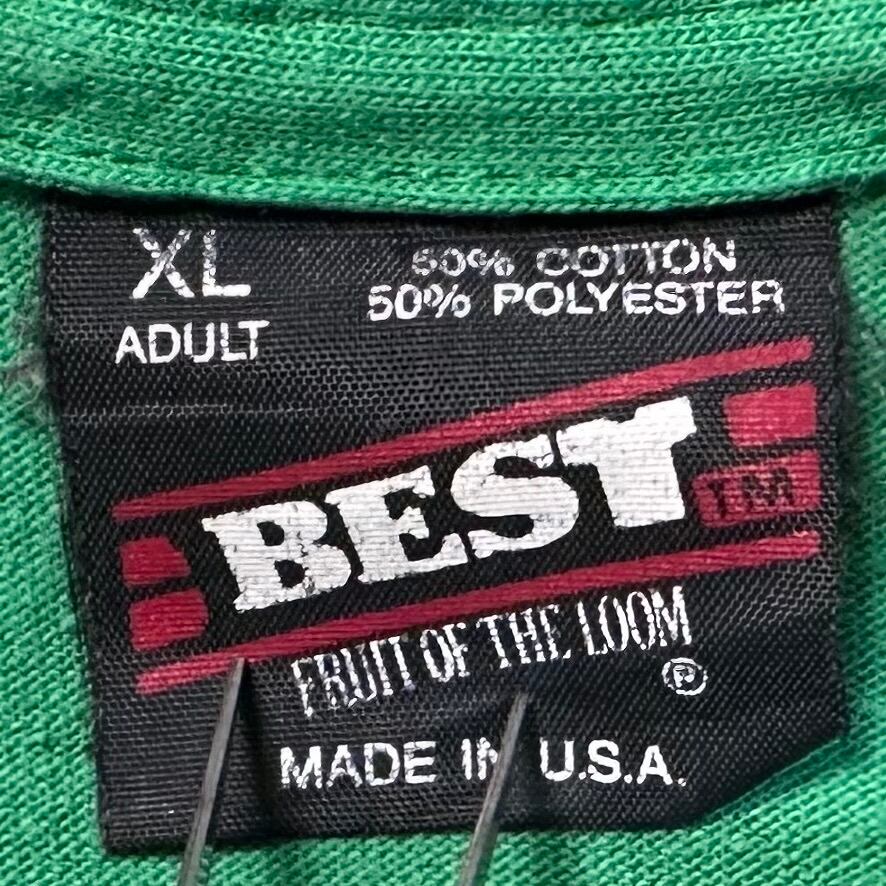 XL
ADULT
50% COTTON
50% POLYESTER
BEST TM
FRUIT OF THE LOOM
®
MADE IN U.S.A.